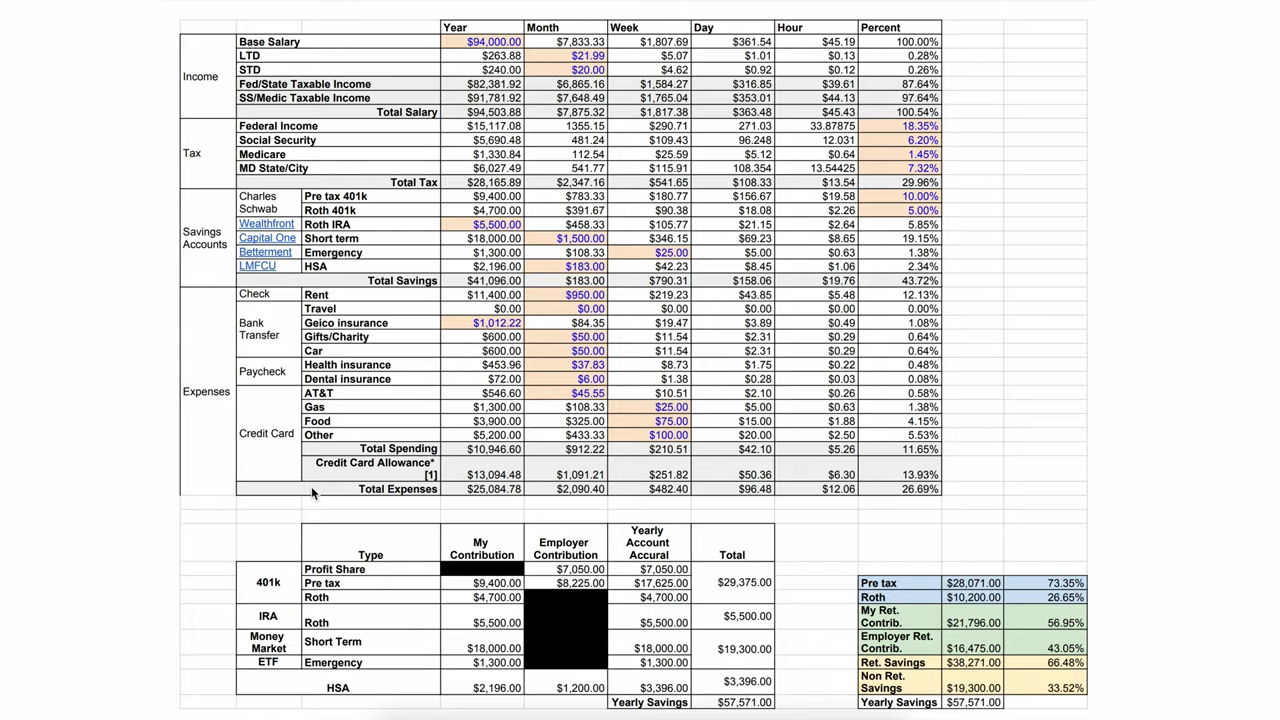 Year Month Week Day Hour Percent
Income
Base Salary $94,000.00 $7,833.33 $1,807.69 $361.54 $45.19 100.00%
LTD $263.88 $21.99 $5.07 $1.01 $0.13 0.28%
STD $240.00 $20.00 $4.62 $0.92 $0.12 0.26%
Fed/State Taxable Income $82,381.92 $6,865.16 $1,584.27 $316.85 $39.61 87.64%
SS/Medic Taxable Income $91,781.92 $7,648.49 $1,765.04 $353.01 $44.13 97.64%
Total Salary $94,503.88 $7,875.32 $1,817.38 $363.48 $45.43 100.54%
Tax
Federal Income $15,117.08 1355.15 $290.71 271.03 33.87875 18.35%
Social Security $5,690.48 481.24 $109.43 96.248 12.031 6.20%
Medicare $1,330.84 112.54 $25.59 $5.12 $0.64 1.45%
MD State/City $6,027.49 541.77 $115.91 108.354 13.54425 7.32%
Total Tax $28,165.89 $2,347.16 $541.65 $108.33 $13.54 29.96%
Savings
Accounts
Charles
Schwab
Pre tax 401k $9,400.00 $783.33 $180.77 $156.67 $19.58 10.00%
Roth 401k $4,700.00 $391.67 $90.38 $18.08 $2.26 5.00%
Wealthfront Roth IRA $5,500.00 $458.33 $105.77 $21.15 $2.64 5.85%
Capital One Short term $18,000.00 $1,500.00 $346.15 $69.23 $8.65 19.15%
Betterment Emergency $1,300.00 $108.33 $25.00 $5.00 $0.63 1.38%
LMFCU HSA $2,196.00 $183.00 $42.23 $8.45 $1.06 2.34%
Total Savings $41,096.00 $183.00 $790.31 $158.06 $19.76 43.72%
Expenses
Check Rent $11,400.00 $950.00 $219.23 $43.85 $5.48 12.13%
Bank
Transfer
Travel $0.00 $0.00 $0.00 $0.00 $0.00 0.00%
Geico insurance $1,012.22 $84.35 $19.47 $3.89 $0.49 1.08%
Gifts/Charity $600.00 $50.00 $11.54 $2.31 $0.29 0.64%
Car $600.00 $50.00 $11.54 $2.31 $0.29 0.64%
Paycheck
Health insurance $453.96 $37.83 $8.73 $1.75 $0.22 0.48%
Dental insurance $72.00 $6.00 $1.38 $0.28 $0.03 0.08%
Credit Card
AT&T $546.60 $45.55 $10.51 $2.10 $0.26 0.58%
Gas $1,300.00 $108.33 $25.00 $5.00 $0.63 1.38%
Food $3,900.00 $325.00 $75.00 $15.00 $1.88 4.15%
Other $5,200.00 $433.33 $100.00 $20.00 $2.50 5.53%
Total Spending $10,946.60 $912.22 $210.51 $42.10 $5.26 11.65%
Credit Card Allowance*
[1] $13,094.48 $1,091.21 $251.82 $50.36 $6.30 13.93%
Total Expenses $25,084.78 $2,090.40 $482.40 $96.48 $12.06 26.69%
Type
My
Contribution
Employer
Contribution
Yearly
Account
Accural
Total
401k
Profit Share $7,050.00 $7,050.00
Pre tax $9,400.00 $8,225.00 $17,625.00 $29,375.00
Roth $4,700.00 $4,700.00
IRA
Roth $5,500.00 $5,500.00 $5,500.00
Money
Market
Short Term $18,000.00 $18,000.00 $19,300.00
ETF Emergency $1,300.00 $1,300.00
HSA $2,196.00 $1,200.00 $3,396.00 $3,396.00
Yearly Savings $57,571.00
Pre tax $28,071.00 73.35%
Roth $10,200.00 26.65%
My Ret.
Contrib. $21,796.00 56.95%
Employer Ret.
Contrib. $16,475.00 43.05%
Ret. Savings $38,271.00 66.48%
Non Ret.
Savings $19,300.00 33.52%
Yearly Savings $57,571.00